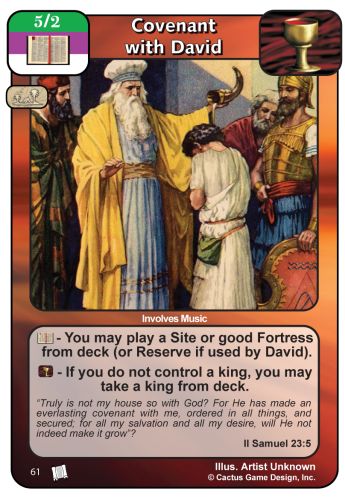 5/2
Covenant
with David
Involves Music
- You may play a Site or good Fortress
from deck (or Reserve if used by David).
- If you do not control a king, you may
take a king from deck.
“Truly is not my house so with God? For He has made an
everlasting covenant with me, ordered in all things, and
secured; for all my salvation and all my desire, will He not
indeed make it grow”?
II Samuel 23:5
61
Illus. Artist Unknown
© Cactus Game Design, Inc.